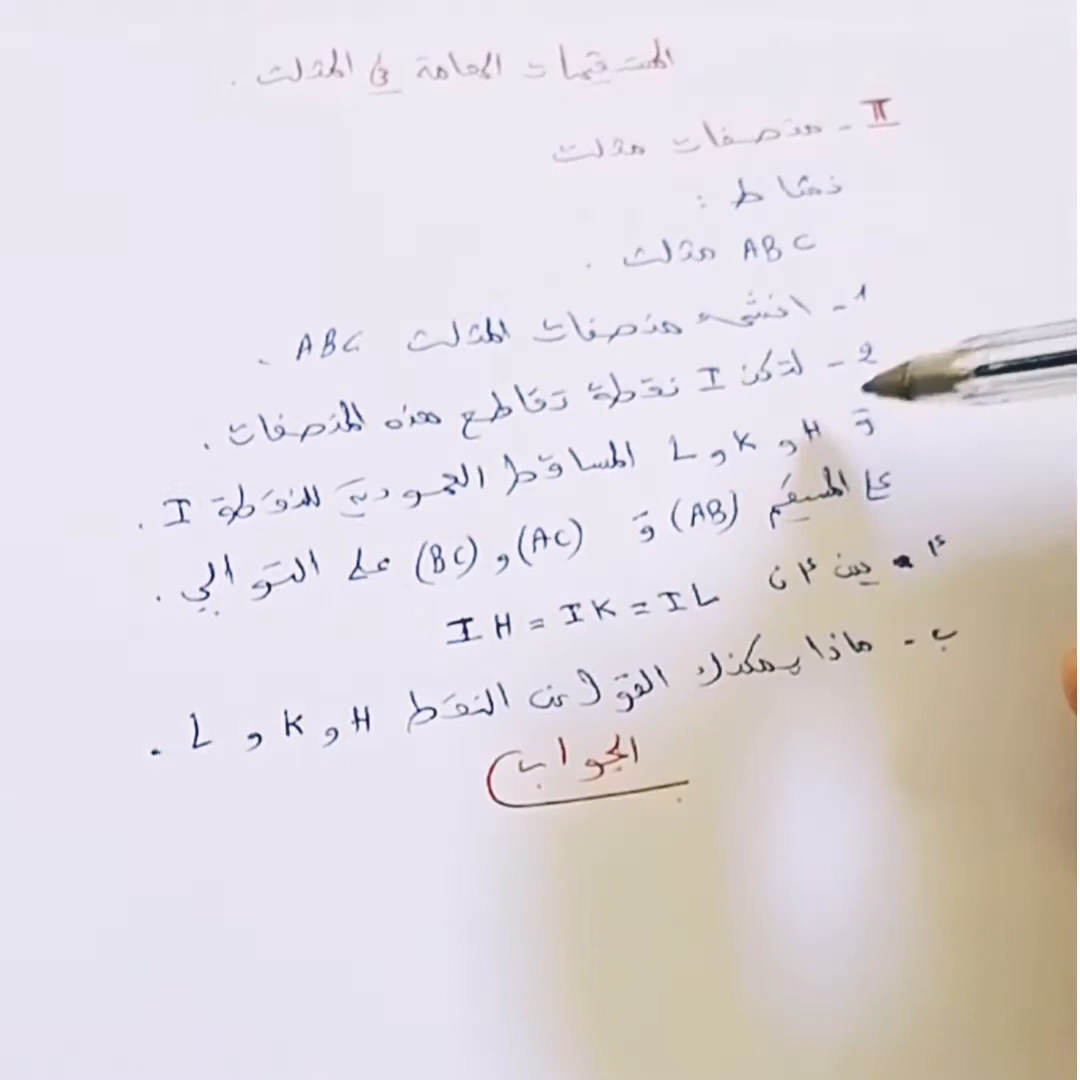 المستقيمات الهامة في المثلث .
II - منصفات مثلث
نشاط :
ABC مثلث .
1 - انشئ منصفات المثلث ABC .
2 - لتكن I نقطة تقاطع هذه المنصفات .
و H و K و L المساقط العمودية للنقطة I .
على المستقيم (AB) و (AC) و (BC) على التوالي .
أ - بين أن IH = IK = IL
ب - ماذا يمكنك القول عن النقط H و K و L .
الجواب